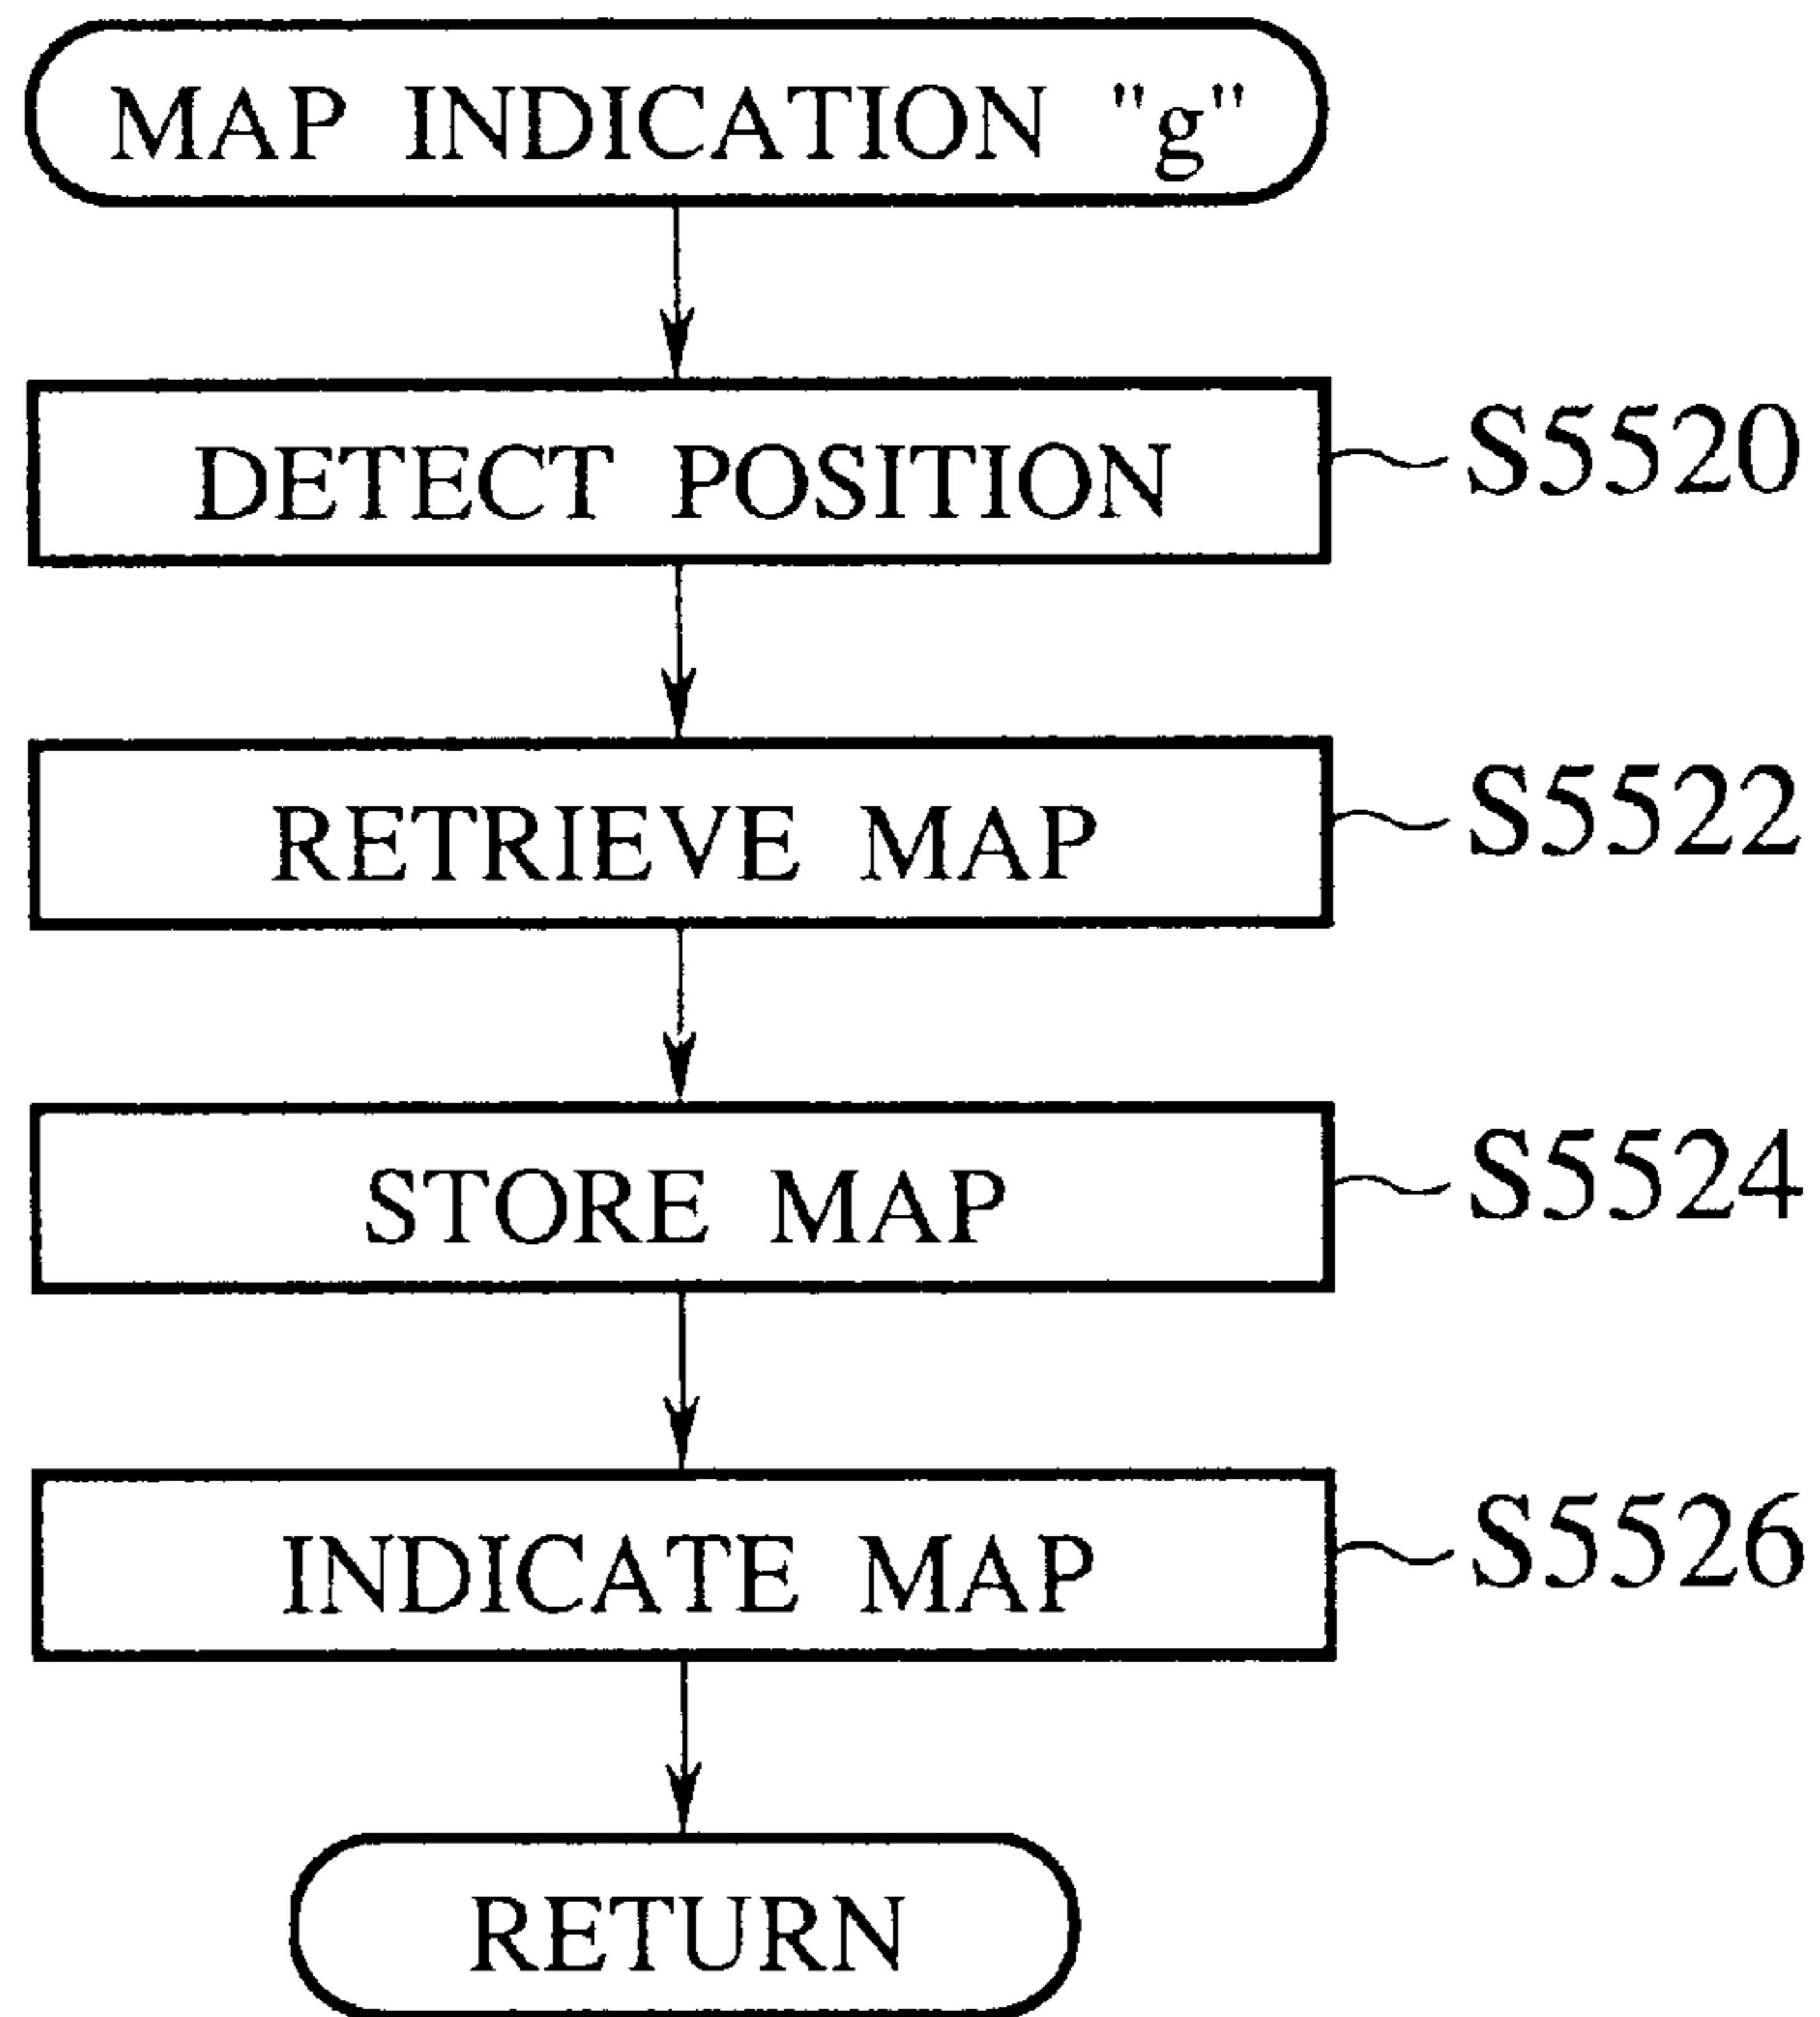 MAP INDICATION "g"
DETECT POSITION
S5520
RETRIEVE MAP
S5522
STORE MAP
S5524
INDICATE MAP
S5526
RETURN